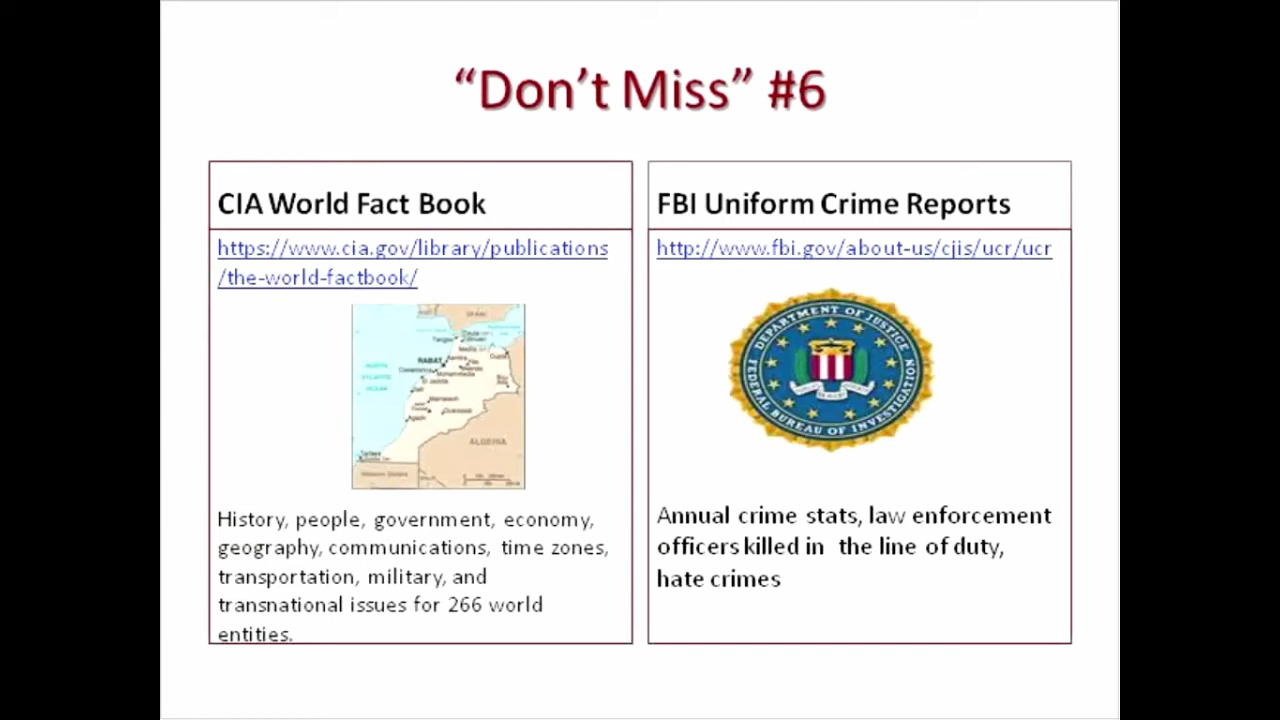 “Don’t Miss” #6
CIA World Fact Book
https://www.cia.gov/library/publications
/the-world-factbook/
RABAT
ALGERIA
History, people, government, economy,
geography, communications, time zones,
transportation, military, and
transnational issues for 266 world
entities.
FBI Uniform Crime Reports
http://www.fbi.gov/about-us/cjis/ucr/ucr
DEPARTMENT OF JUSTICE
FEDERAL BUREAU OF INVESTIGATION
Annual crime stats, law enforcement
officers killed in  the line of duty,
hate crimes